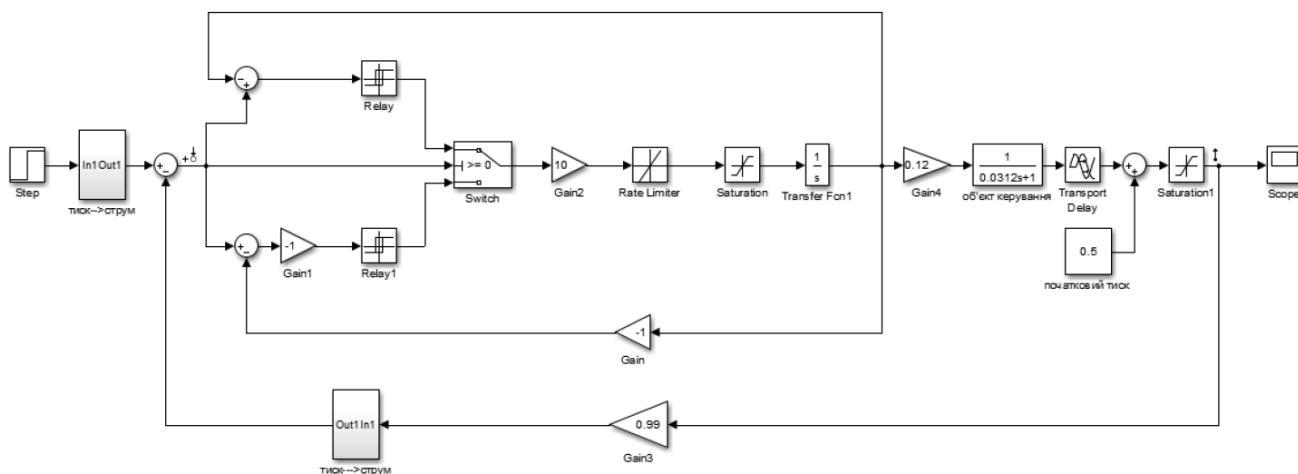 Relay
Step
In1 Out1
тиск-->струм
>= 0
Switch
10
Gain2
Rate Limiter
Saturation
1
s
Transfer Fcn1
0.12
Gain4
1
0.0312s+1
об'єкт керування
Transport
Delay
Saturation1
Scope
-1
Gain1
Relay1
0.5
початковий тиск
-1
Gain
Out1 In1
тиск--->струм
0.99
Gain3